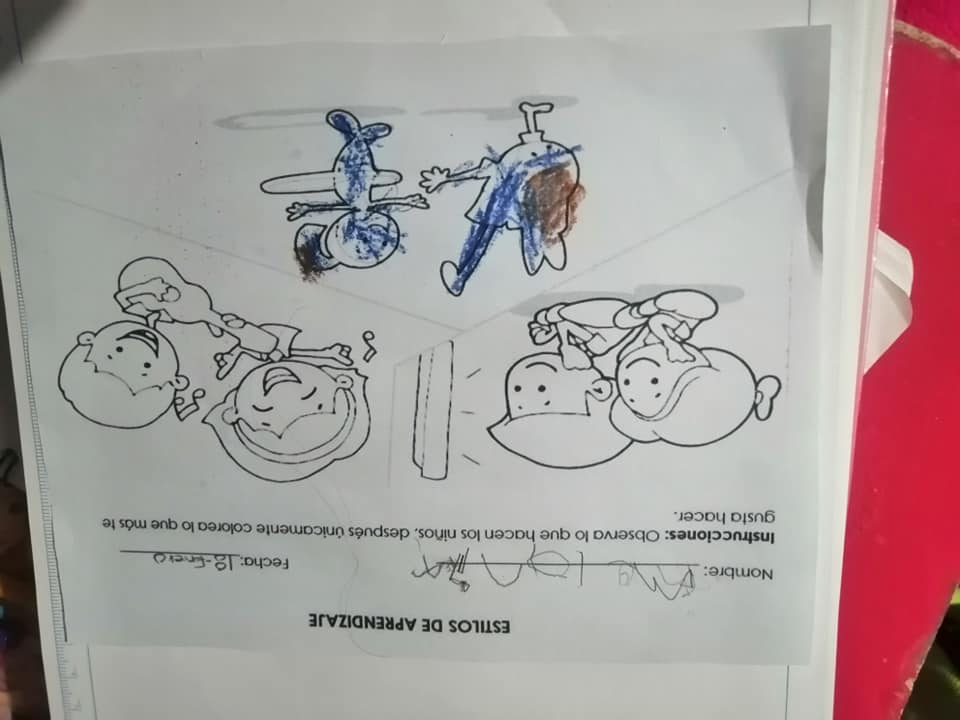 ESTILOS DE APRENDIZAJE
Nombre: Fecha: 18-Enero
Instrucciones: Observa lo que hacen los niños, después únicamente colorea lo que más te
gusta hacer.